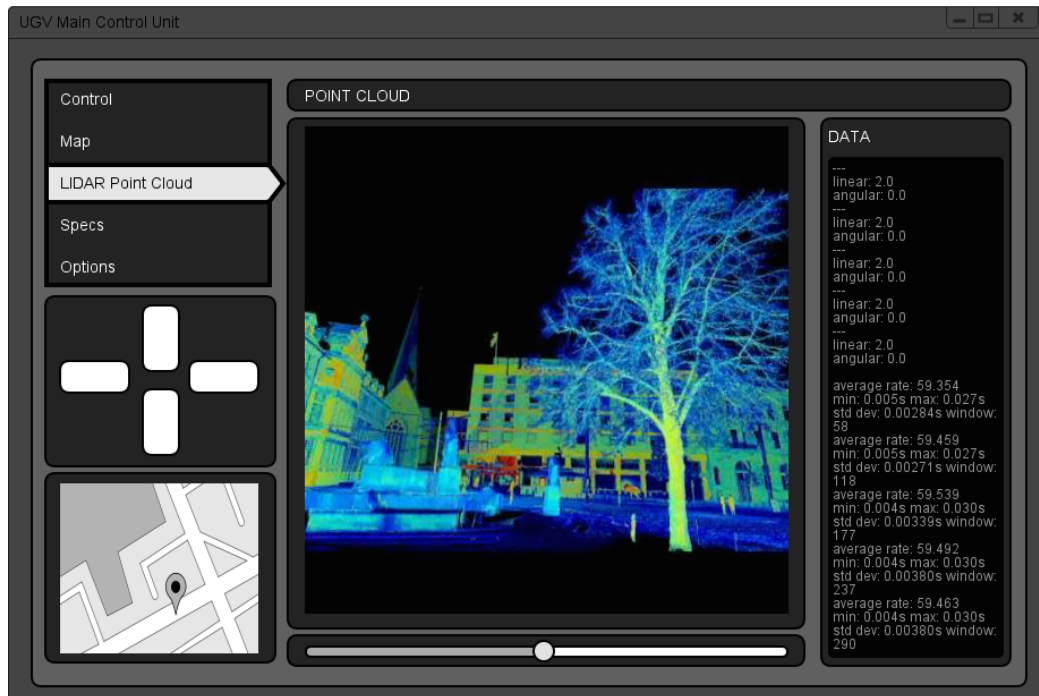 UGV Main Control Unit
Control
Map
LIDAR Point Cloud
Specs
Options
POINT CLOUD
DATA
---
linear: 2.0
angular: 0.0
---
linear: 2.0
angular: 0.0
---
linear: 2.0
angular: 0.0
---
linear: 2.0
angular: 0.0
---
linear: 2.0
angular: 0.0
average rate: 59.354
min: 0.005s max: 0.027s
std dev: 0.00284s window:
58
average rate: 59.459
min: 0.005s max: 0.027s
std dev: 0.00271s window:
118
average rate: 59.539
min: 0.004s max: 0.030s
std dev: 0.00339s window:
177
average rate: 59.492
min: 0.004s max: 0.030s
std dev: 0.00380s window:
237
average rate: 59.463
min: 0.004s max: 0.030s
std dev: 0.00380s window:
290